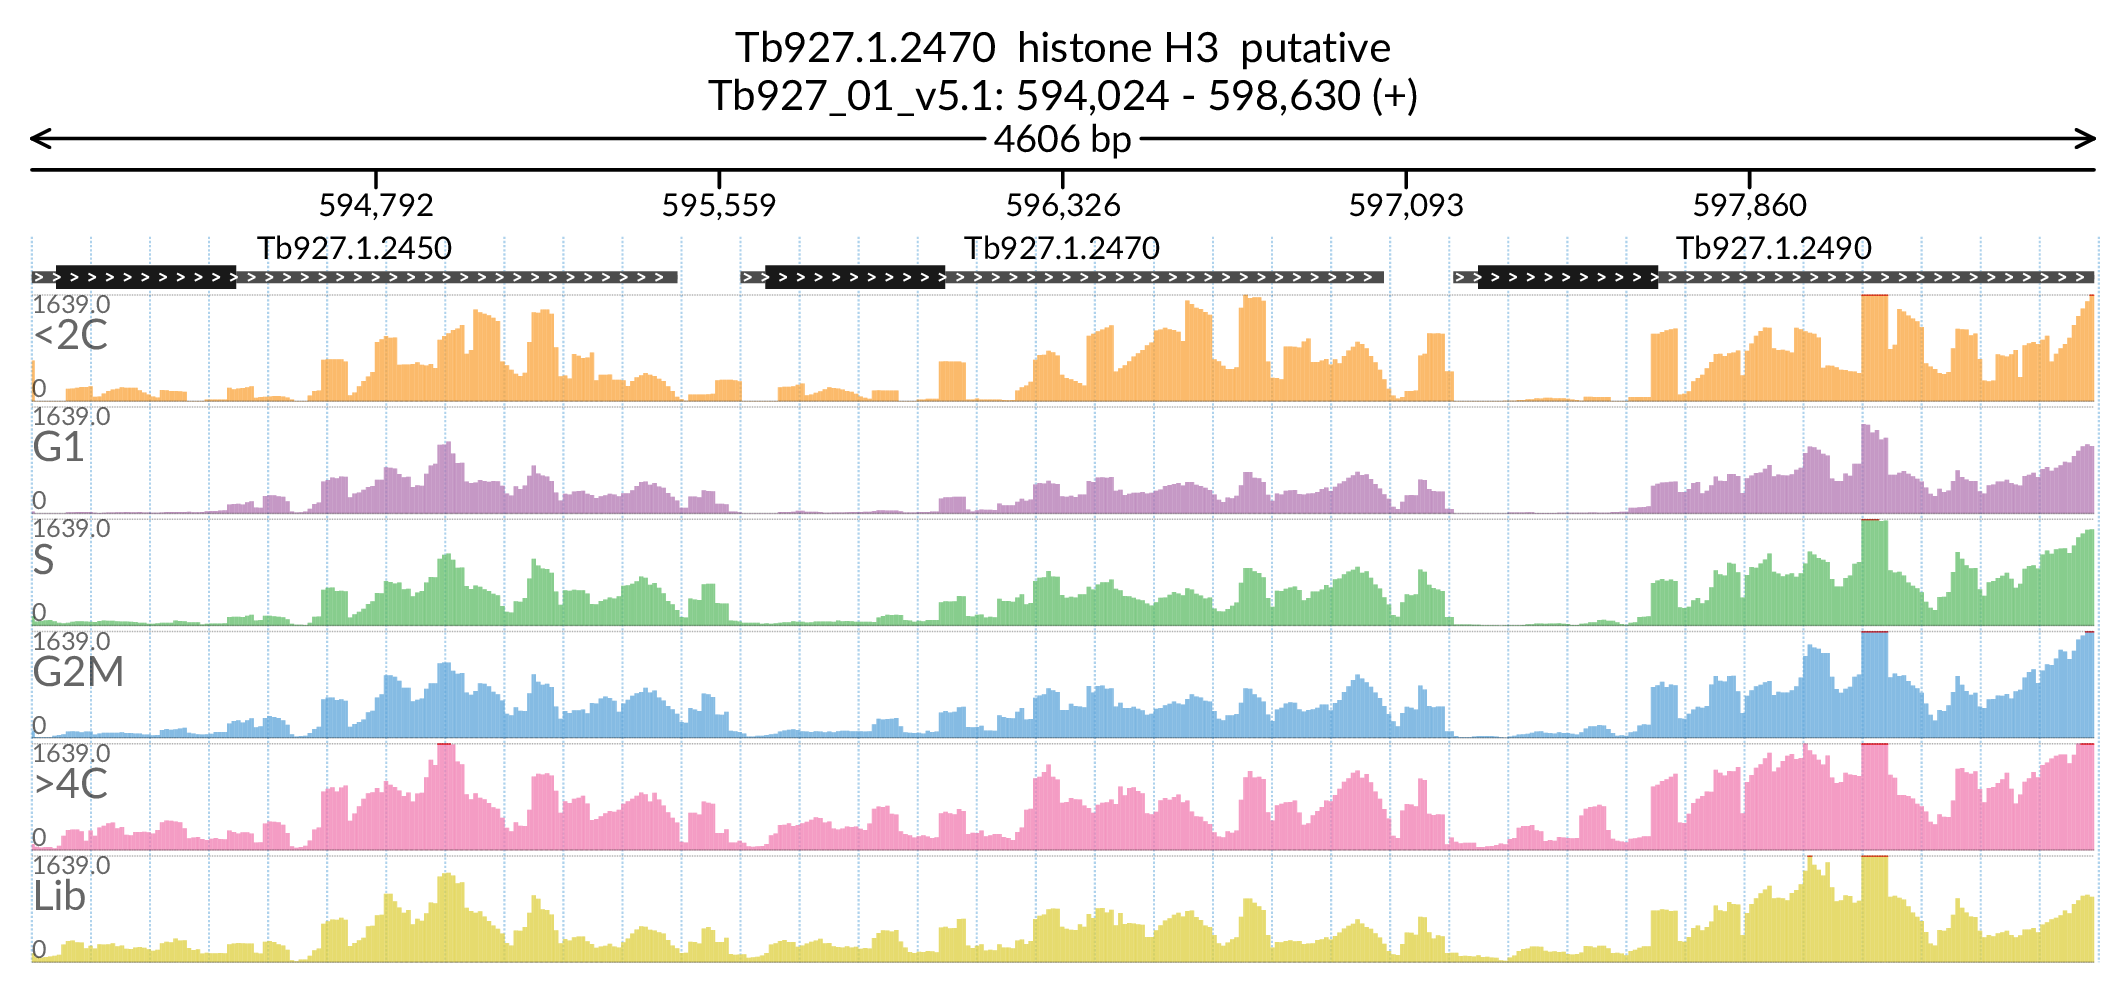 Tb927.1.2470 histone H3 putative
Tb927_01_v5.1: 594,024 - 598,630 (+)
4606 bp
594,792 595,559 596,326 597,093 597,860
Tb927.1.2450 Tb927.1.2470 Tb927.1.2490
1639.0
<2C
0
1639.0
G1
0
1639.0
S
0
1639.0
G2M
0
1639.0
>4C
0
1639.0
Lib
0